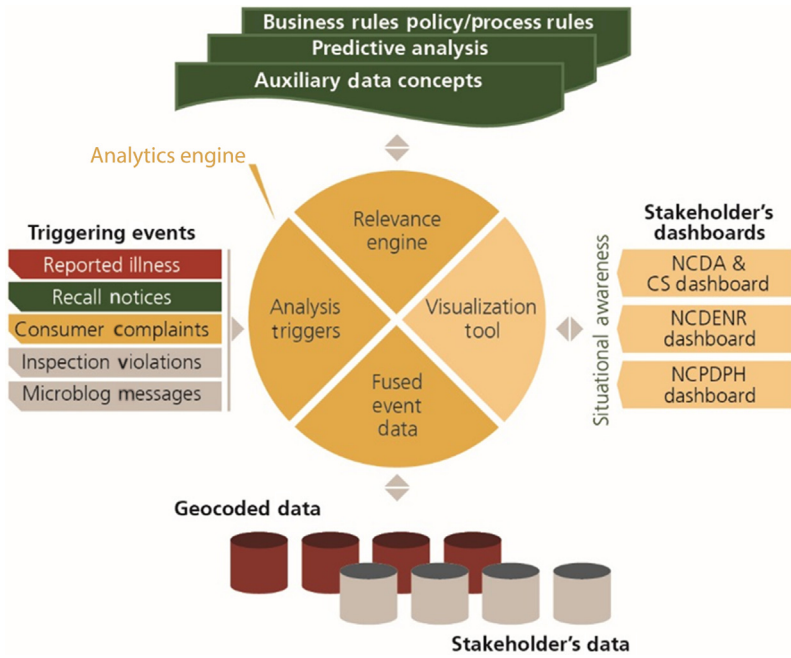 Business rules policy/process rules
Predictive analysis
Auxiliary data concepts
Analytics engine
Triggering events
Reported illness
Recall notices
Consumer complaints
Inspection violations
Microblog messages
Relevance
engine
Analysis
triggers
Visualization
tool
Fused
event
data
Situational awareness
Stakeholder's
dashboards
NCDA &
CS dashboard
NCDENR
dashboard
NCPDPH
dashboard
Geocoded data
Stakeholder's data